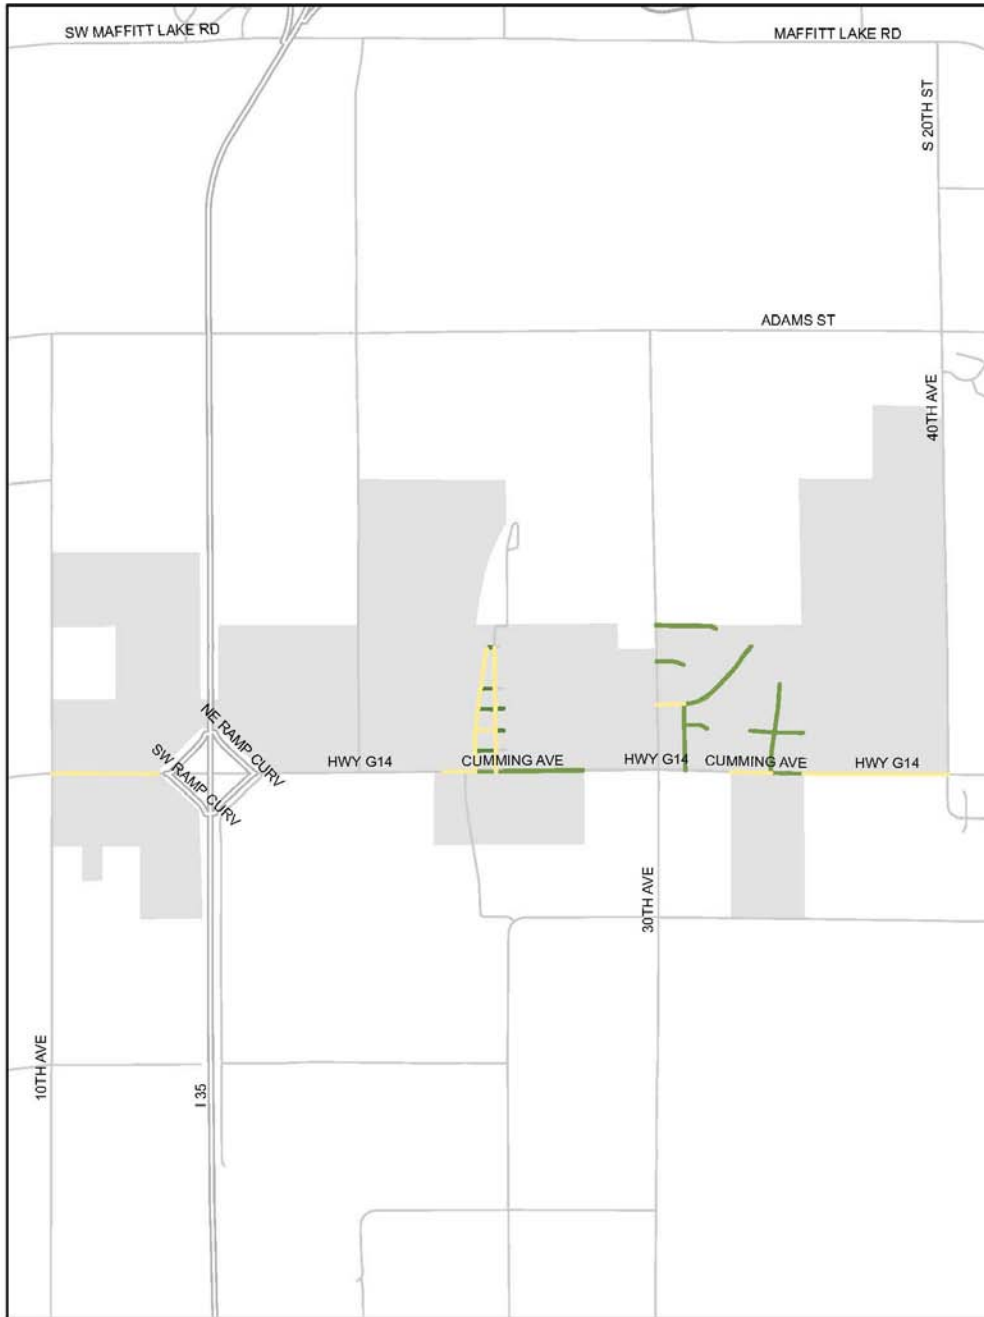 SW MAFFITT LAKE RD
MAFFITT LAKE RD
S 20TH ST
ADAMS ST
40TH AVE
NE RAMP CURV
SW RAMP CURV
HWY G14
CUMMING AVE
HWY G14
CUMMING AVE
HWY G14
30TH AVE
10TH AVE
I 35